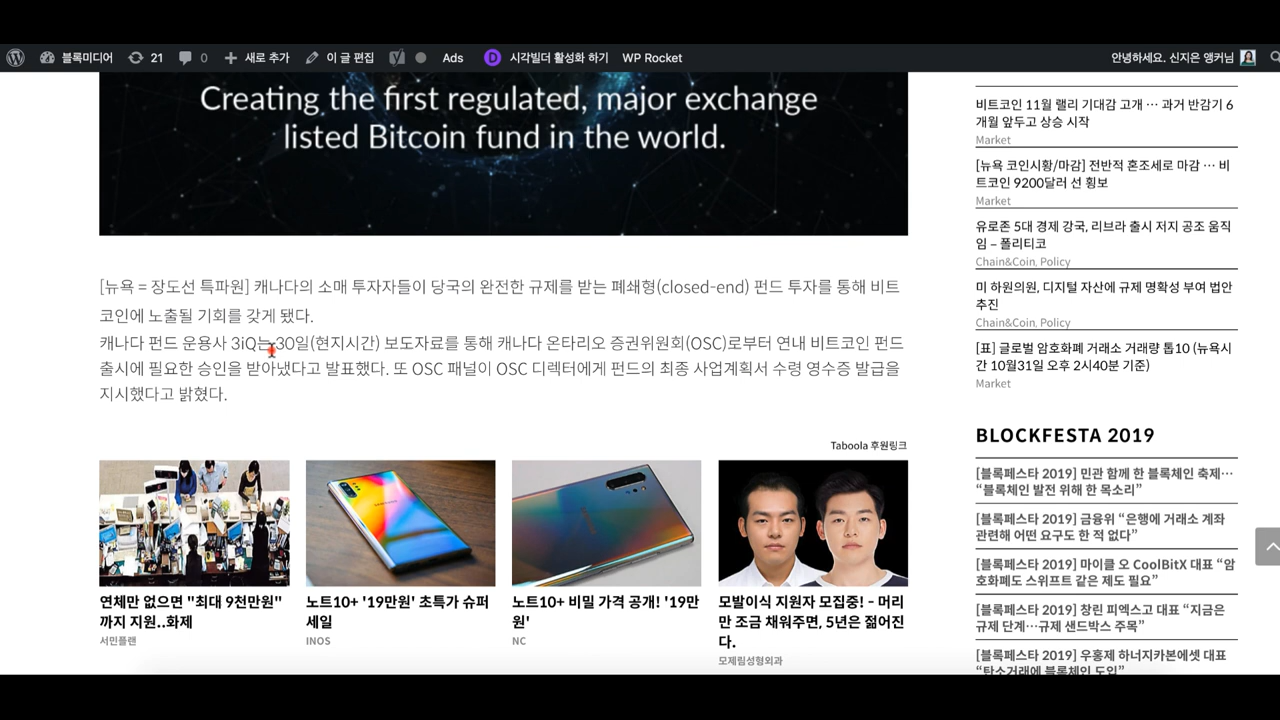 블록미디어 21 0 새로 추가 이 글 편집 Ads D 시각빌더 활성화 하기 WP Rocket 안녕하세요. 신지은 앵커님
Creating the first regulated, major exchange
listed Bitcoin fund in the world.
[뉴욕 = 장도선 특파원] 캐나다의 소매 투자자들이 당국의 완전한 규제를 받는 폐쇄형(closed-end) 펀드 투자를 통해 비트
코인에 노출될 기회를 갖게 됐다.
캐나다 펀드 운용사 3iQ는 30일(현지시간) 보도자료를 통해 캐나다 온타리오 증권위원회(OSC)로부터 연내 비트코인 펀드
출시에 필요한 승인을 받아냈다고 발표했다. 또 OSC 패널이 OSC 디렉터에게 펀드의 최종 사업계획서 수령 영수증 발급을
지시했다고 밝혔다.
Taboola 후원링크
연체만 없으면 "최대 9천만원"
까지 지원..화제
서민플랜
노트10+ '19만원' 초특가 슈퍼
세일
INOS
노트10+ 비밀 가격 공개! '19만
원'
NC
모발이식 지원자 모집중! - 머리
만 조금 채워주면, 5년은 젊어진
다.
모제림성형외과
비트코인 11월 랠리 기대감 고개 … 과거 반감기 6
개월 앞두고 상승 시작
Market
[뉴욕 코인시황/마감] 전반적 혼조세로 마감 … 비
트코인 9200달러 선 횡보
Market
유로존 5대 경제 강국, 리브라 출시 저지 공조 움직
임 – 폴리티코
Chain&Coin, Policy
미 하원의원, 디지털 자산에 규제 명확성 부여 법안
추진
Chain&Coin, Policy
[표] 글로벌 암호화폐 거래소 거래량 톱10 (뉴욕시
간 10월31일 오후 2시40분 기준)
Market
BLOCKFESTA 2019
[블록페스타 2019] 민관 함께 한 블록체인 축제…
“블록체인 발전 위해 한 목소리”
[블록페스타 2019] 금융위 “은행에 거래소 계좌
관련해 어떤 요구도 한 적 없다”
[블록페스타 2019] 마이클 오 CoolBitX 대표 “암
호화폐도 스위프트 같은 제도 필요”
[블록페스타 2019] 창린 피엑스고 대표 “지금은
규제 단계…규제 샌드박스 주목”
[블록페스타 2019] 우홍제 하너지카본에셋 대표
“탄소거래에 블록체인 도입”